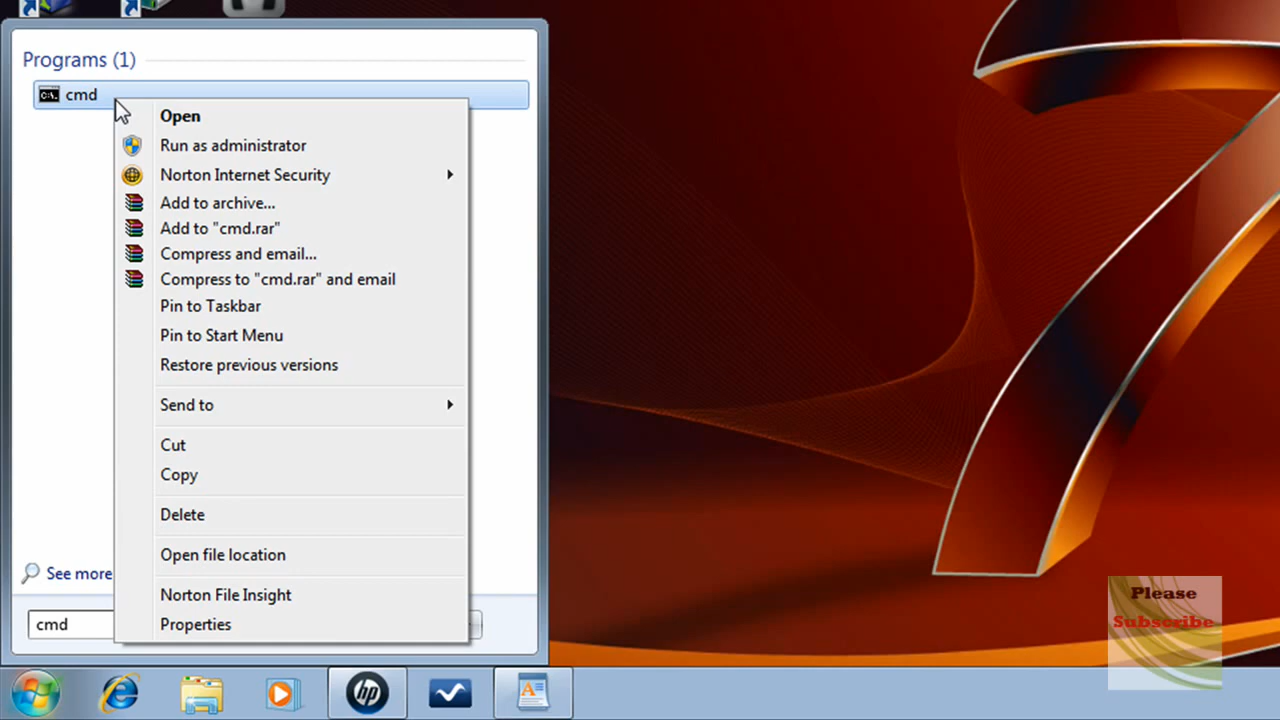 Programs (1)
cmd
Open
Run as administrator
Norton Internet Security
Add to archive...
Add to "cmd.rar"
Compress and email...
Compress to "cmd.rar" and email
Pin to Taskbar
Pin to Start Menu
Restore previous versions
Send to
Cut
Copy
Delete
Open file location
Norton File Insight
Properties
See more
cmd
hp
Please
Subscribe